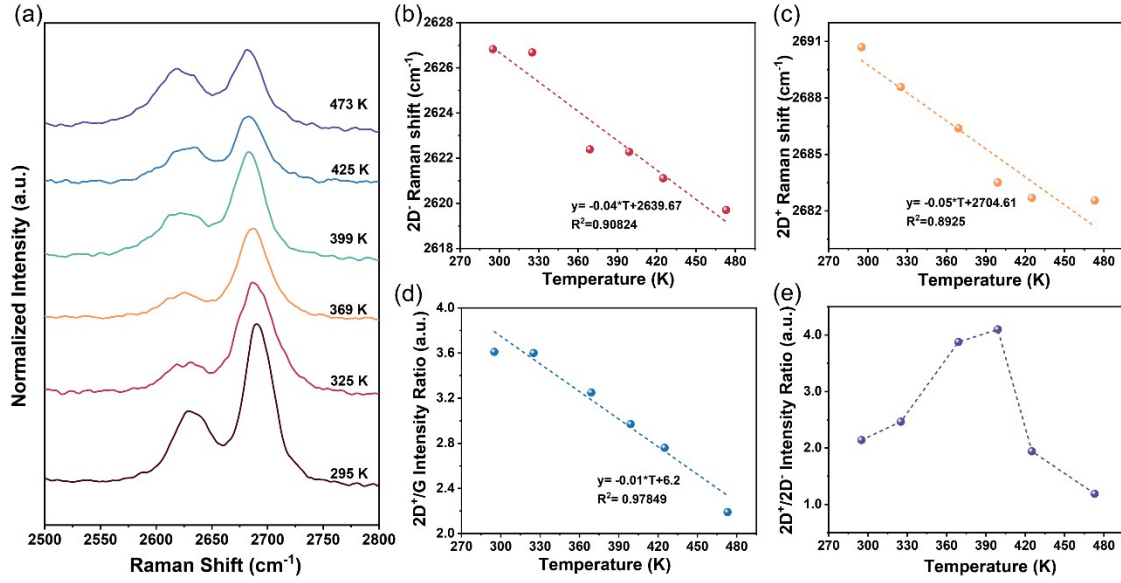 (a)
Normalized Intensity (a.u.)
473 K
425 K
399 K
369 K
325 K
295 K
2500 2550 2600 2650 2700 2750 2800
Raman Shift (cm⁻¹)
(b)
2D⁻ Raman shift (cm⁻¹)
2628
2626
2624
2622
2620
2618
y= -0.04*T+2639.67
R²=0.90824
270 300 330 360 390 420 450 480
Temperature (K)
(c)
2D⁺ Raman shift (cm⁻¹)
2691
2688
2685
2682
y= -0.05*T+2704.61
R²=0.8925
270 300 330 360 390 420 450 480
Temperature (K)
(d)
2D⁺/G Intensity Ratio (a.u.)
4.0
3.6
3.2
2.8
2.4
2.0
y= -0.01*T+6.2
R²= 0.97849
270 300 330 360 390 420 450 480
Temperature (K)
(e)
2D⁺/2D⁻ Intensity Ratio (a.u.)
4.0
3.0
2.0
1.0
270 300 330 360 390 420 450 480
Temperature (K)